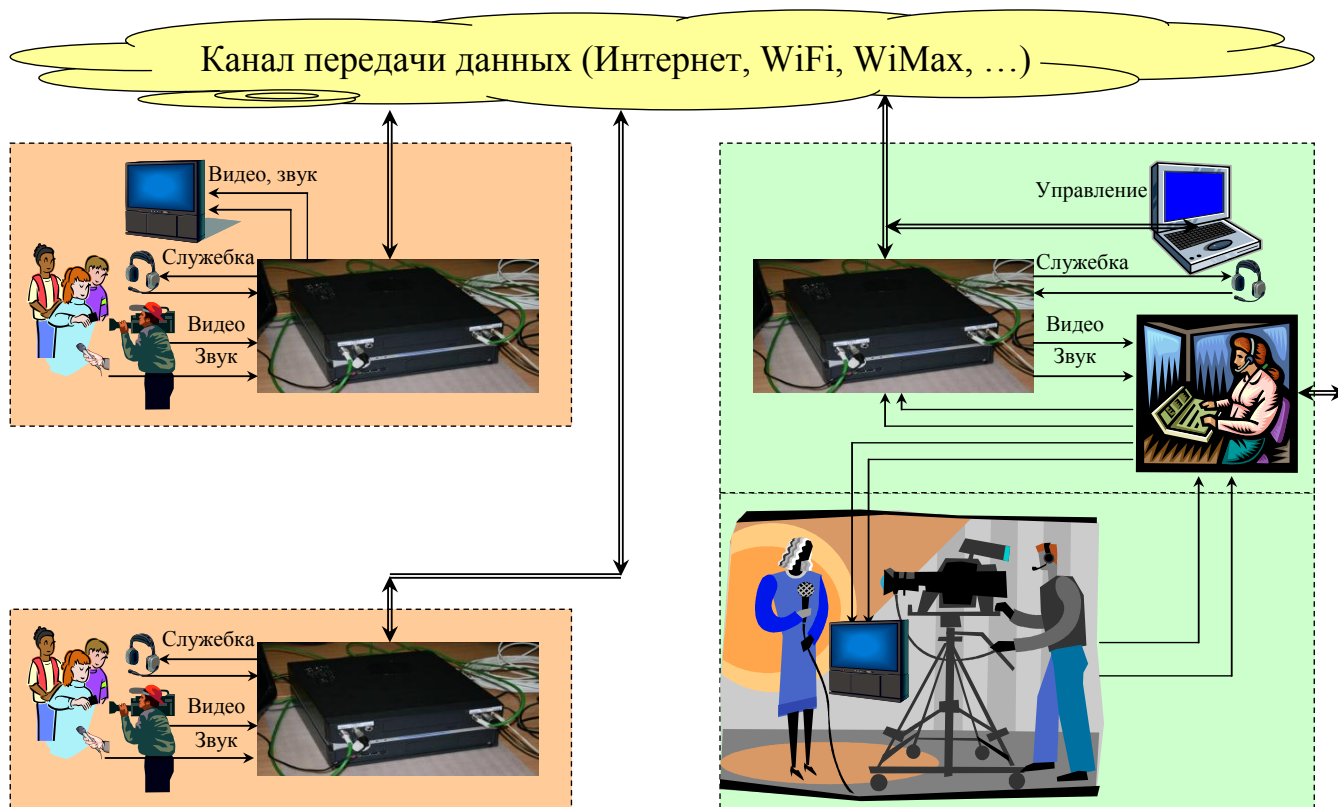 Канал передачи данных (Интернет, WiFi, WiMax, …)
Видео, звук
Служебка
Видео
Звук
Управление
Служебка
Видео
Звук
Служебка
Видео
Звук